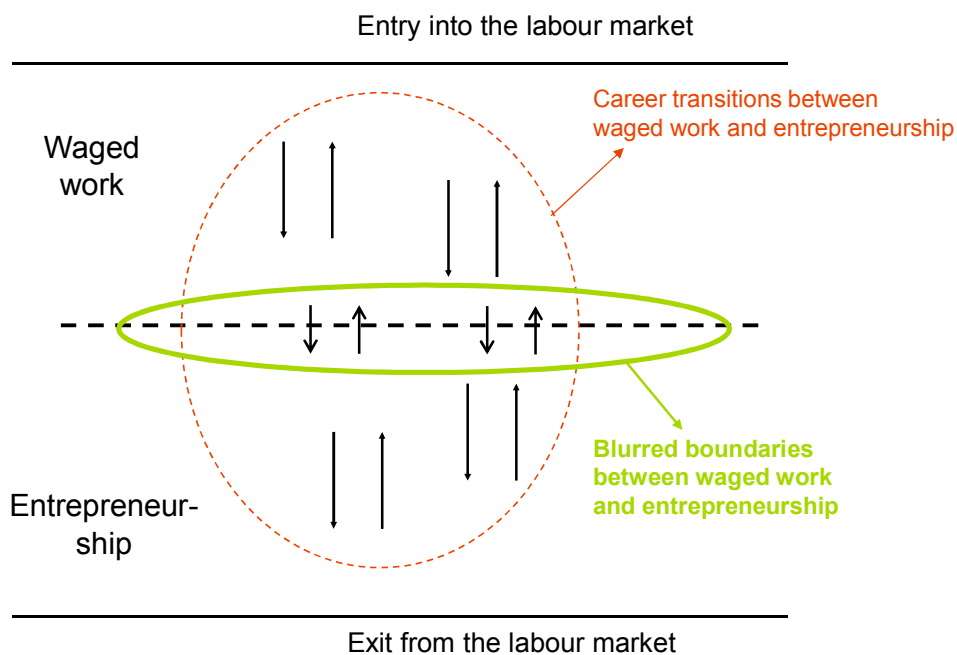 Entry into the labour market
Career transitions between
waged work and entrepreneurship
Waged
work
Blurred boundaries
between waged work
and entrepreneurship
Entrepreneur-
ship
Exit from the labour market